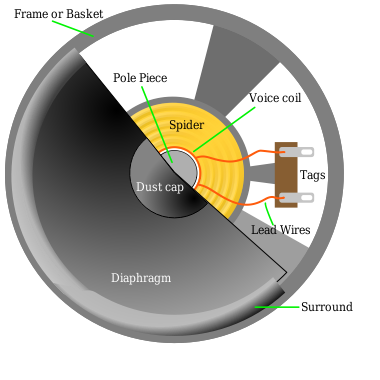 Frame or Basket
Pole Piece
Voice coil
Spider
Tags
Dust cap
Lead Wires
Diaphragm
Surround